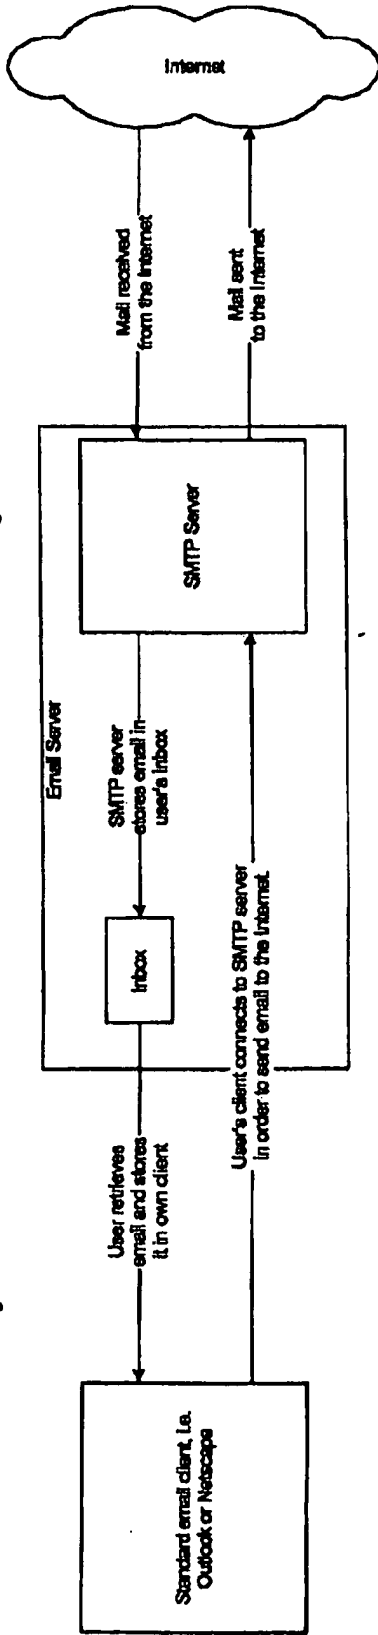 Standard email client, i.e.
Outlook or Netscape
User retrieves
email and stores
it in own client
User's client connects to SMTP server
in order to send email to the Internet
Email Server
Inbox
SMTP server
stores email in
user's inbox
SMTP Server
Mail received
from the Internet
Mail sent
to the Internet
Internet